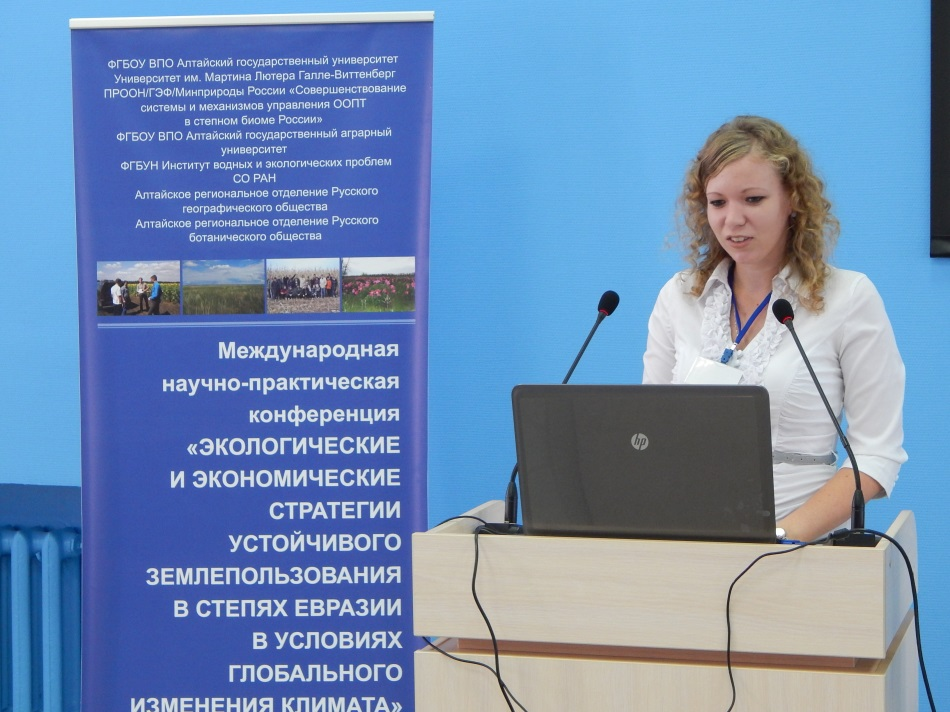 ФГБОУ ВПО Алтайский государственный университет
Университет им. Мартина Лютера Галле-Виттенберг
ПРООН/ГЭФ/Минприроды России «Совершенствование
системы и механизмов управления ООПТ
в степном биоме России»
ФГБОУ ВПО Алтайский государственный аграрный
университет
ФГБУН Институт водных и экологических проблем
СО РАН
Алтайское региональное отделение Русского
географического общества
Алтайское региональное отделение Русского
ботанического общества
Международная
научно-практическая
конференция
«ЭКОЛОГИЧЕСКИЕ
И ЭКОНОМИЧЕСКИЕ
СТРАТЕГИИ
УСТОЙЧИВОГО
ЗЕМЛЕПОЛЬЗОВАНИЯ
В СТЕПЯХ ЕВРАЗИИ
В УСЛОВИЯХ
ГЛОБАЛЬНОГО
ИЗМЕНЕНИЯ КЛИМАТА»
hp